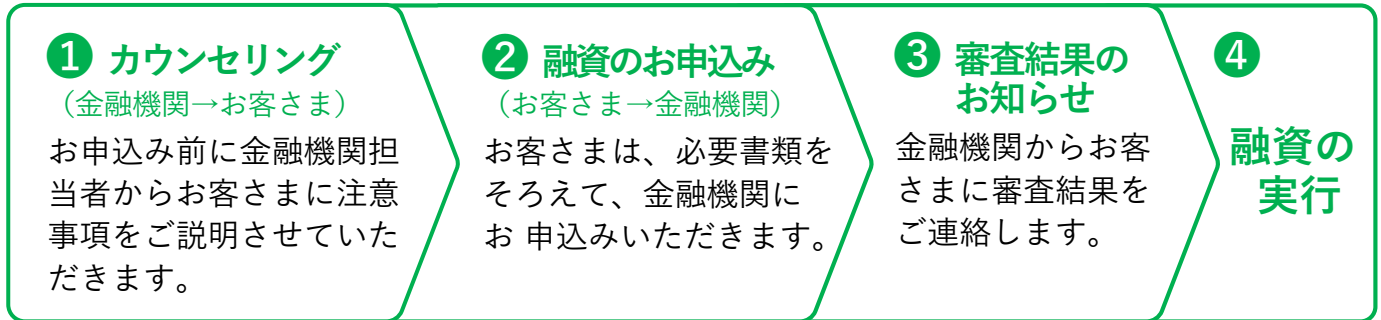 ❶ カウンセリング
（金融機関→お客さま）
お申込み前に金融機関担
当者からお客さまに注意
事項をご説明させていた
だきます。
❷ 融資のお申込み
（お客さま→金融機関）
お客さまは、必要書類を
そろえて、金融機関に
お 申込みいただきます。
❸ 審査結果の
お知らせ
金融機関からお客
さまに審査結果を
ご連絡します。
❹
融資の
実行